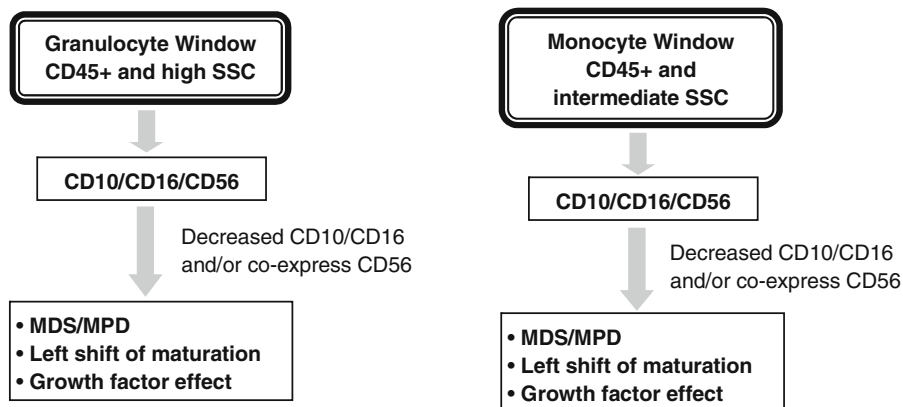 Granulocyte Window
CD45+ and high SSC
CD10/CD16/CD56
Decreased CD10/CD16
and/or co-express CD56
• MDS/MPD
• Left shift of maturation
• Growth factor effect
Monocyte Window
CD45+ and
intermediate SSC
CD10/CD16/CD56
Decreased CD10/CD16
and/or co-express CD56
• MDS/MPD
• Left shift of maturation
• Growth factor effect